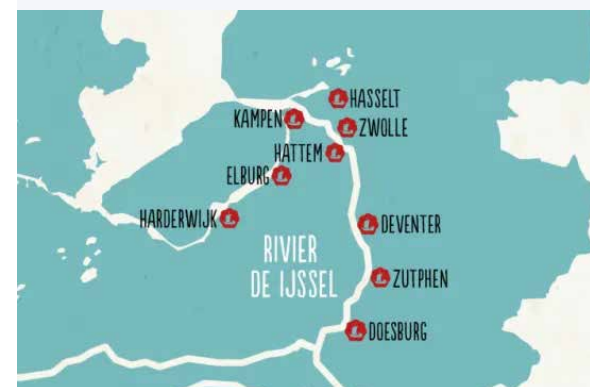 HASSELT
KAMPEN
ZWOLLE
HATTEM
ELBURG
HARDERWIJK
DEVENTER
RIVIER
DE IJSSEL
ZUTPHEN
DOESBURG